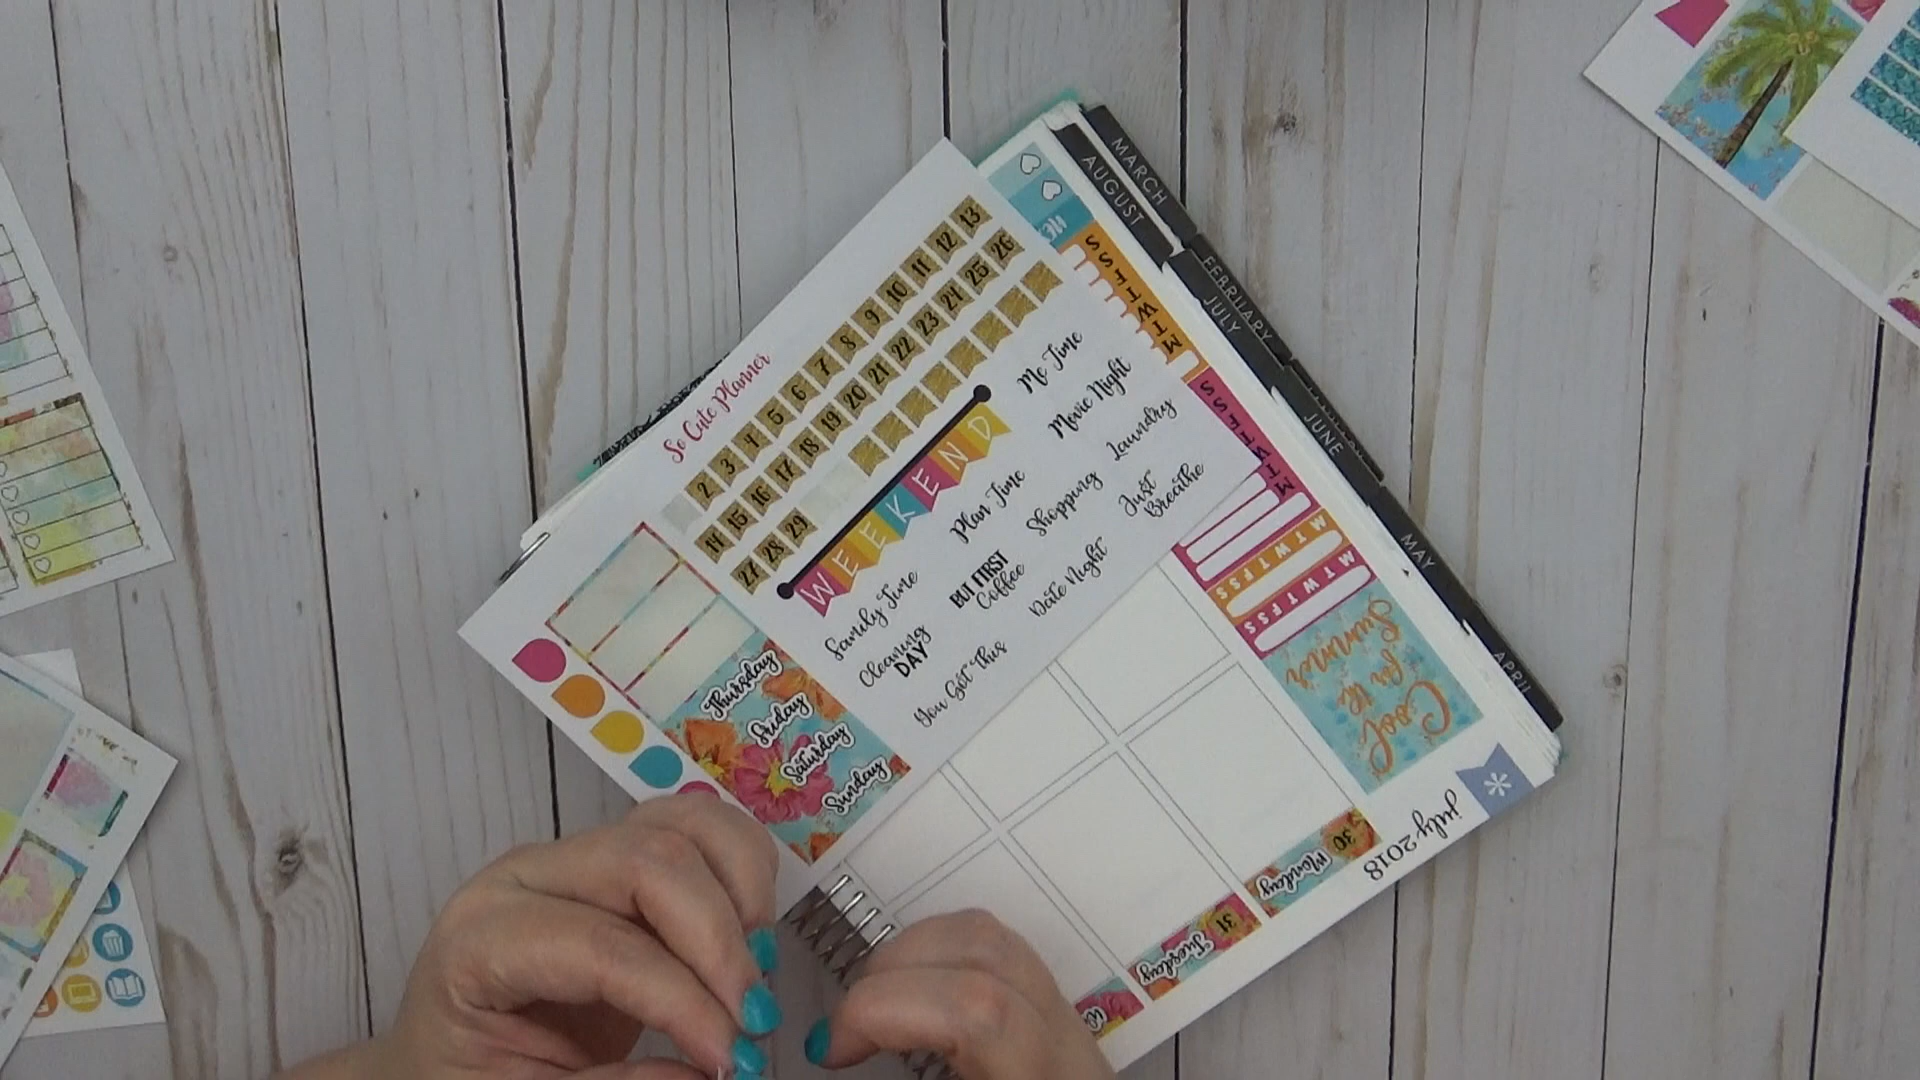 So Cute Planner
2 3 4 5 6 7 8 9 10 11 12 13
14 15 16 17 18 19 20 21 22 23 24 25 26
27 28 29
WEEKEND
Me Time
Movie Night
Laundry
Plan Time
Shopping
Just
Breathe
Family Time
BUT FIRST
Coffee
Date Night
Cleaning
DAY
You Got This
Thursday
Friday
Saturday
Sunday
MARCH
AUGUST
FEBRUARY
JULY
JUNE
MAY
APRIL
M T W T F S S
M T W T F S S
M T W T F S S
M T W T F S S
Cool
for the
Summer
July 2018
30
Monday
31
Tuesday